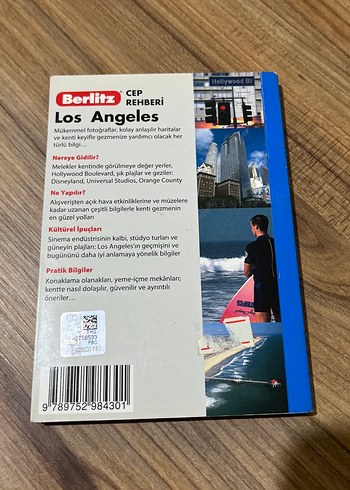 Hollywood Bl
Berlitz
CEP
REHBERİ
Los Angeles
Mükemmel fotoğraflar, kolay anlaşılır haritalar
ve kenti keyifle gezmenize yardımcı olacak her
türlü bilgi...
Nereye Gidilir?
Melekler kentinde görülmeye değer yerler,
Hollywood Boulevard, şık plajlar ve geziler:
Disneyland, Universal Studios, Orange County
Ne Yapılır?
Alışverişten açık hava etkinliklerine ve müzelere
kadar uzanan çeşitli bilgilerle kenti gezmenin
en güzel yolları
Kültürel İpuçları
Sinema endüstrisinin kalbi, stüdyo turları ve
güneyin plajları: Los Angeles'ın geçmişini ve
bugününü daha iyi anlamaya yönelik bilgiler
Pratik Bilgiler
Konaklama olanakları, yeme-içme mekânları;
kentte nasıl dolaşılır, güvenilir ve ayrıntılı
öneriler...
9 789752 984301